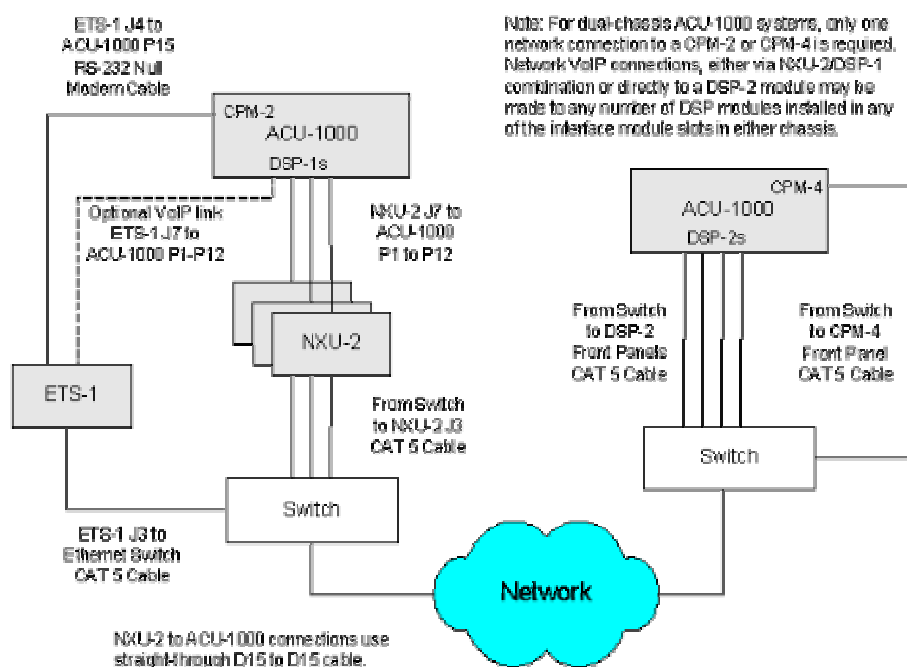 ETS-1 J4 to
ACU-1000 P15
RS-232 Null
Modem Cable
Note: For dual-chassis ACU-1000 systems, only one
network connection to a CPM-2 or CPM-4 is required.
Network VoIP connections, either via NXU-2/DSP-1
combination or directly to a DSP-2 module may be
made to any number of DSP modules installed in any
of the interface module slots in either chassis.
CPM-2
ACU-1000
DSP-1s
CPM-4
ACU-1000
DSP-2s
Optional VoIP link
ETS-1 J7 to
ACU-1000 P1-P12
NXU-2 J7 to
ACU-1000
P1 to P12
NXU-2
From Switch
to DSP-2
Front Panels
CAT 5 Cable
From Switch
to CPM-4
Front Panel
CAT 5 Cable
ETS-1
From Switch
to NXU-2 J3
CAT 5 Cable
Switch
Switch
ETS-1 J3 to
Ethernet Switch
CAT 5 Cable
Network
NXU-2 to ACU-1000 connections use
straight-through D15 to D15 cable.